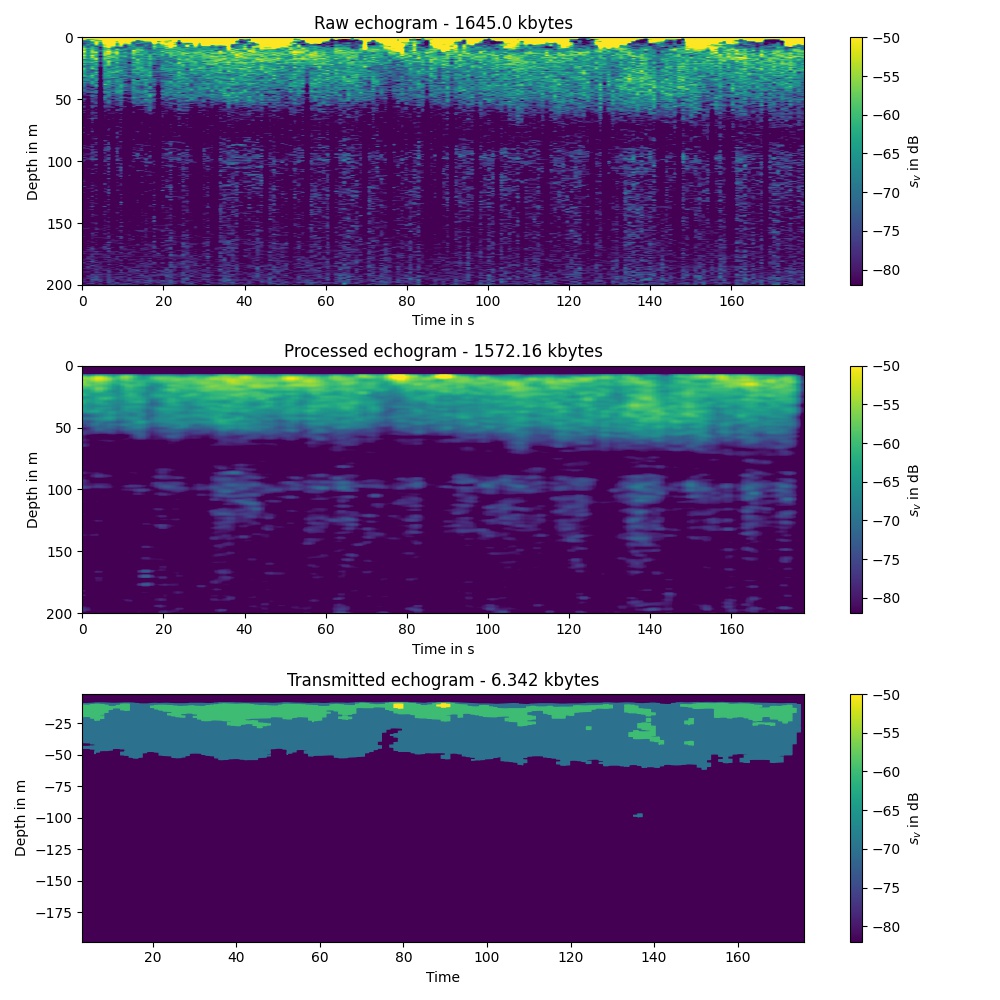 Raw echogram - 1645.0 kbytes
0
50
100
150
200
Depth in m
0 20 40 60 80 100 120 140 160
Time in s
−50
−55
−60
−65
−70
−75
−80
sv in dB
Processed echogram - 1572.16 kbytes
0
50
100
150
200
Depth in m
0 20 40 60 80 100 120 140 160
Time in s
−50
−55
−60
−65
−70
−75
−80
sv in dB
Transmitted echogram - 6.342 kbytes
−25
−50
−75
−100
−125
−150
−175
Depth in m
20 40 60 80 100 120 140 160
Time
−50
−55
−60
−65
−70
−75
−80
sv in dB